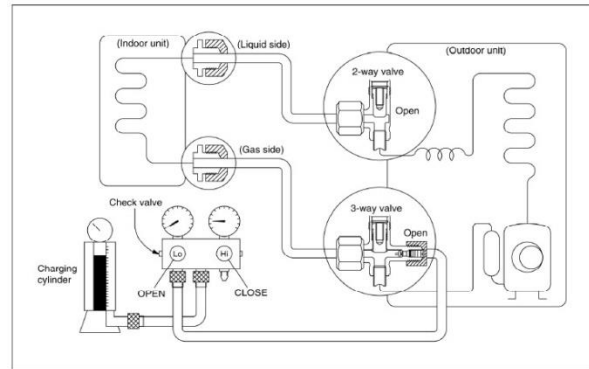 (Indoor unit)
(Liquid side)
(Outdoor unit)
2-way valve
Open
(Gas side)
3-way valve
Open
Check valve
Lo
Hi
Charging
cylinder
OPEN
CLOSE